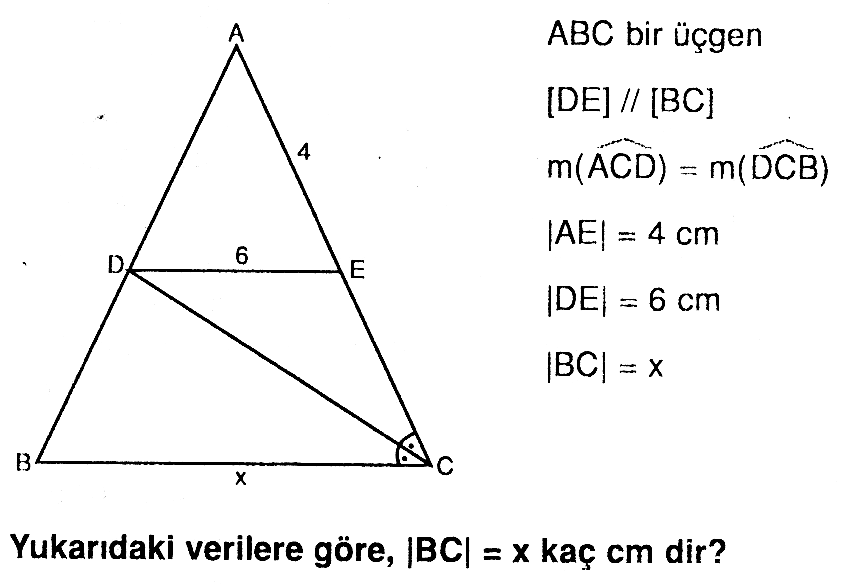 A
4
D
6
E
B
x
C
ABC bir üçgen
[DE] // [BC]
m(ACD) = m(DCB)
|AE| = 4 cm
|DE| = 6 cm
|BC| = x
Yukarıdaki verilere göre, |BC| = x kaç cm dir?